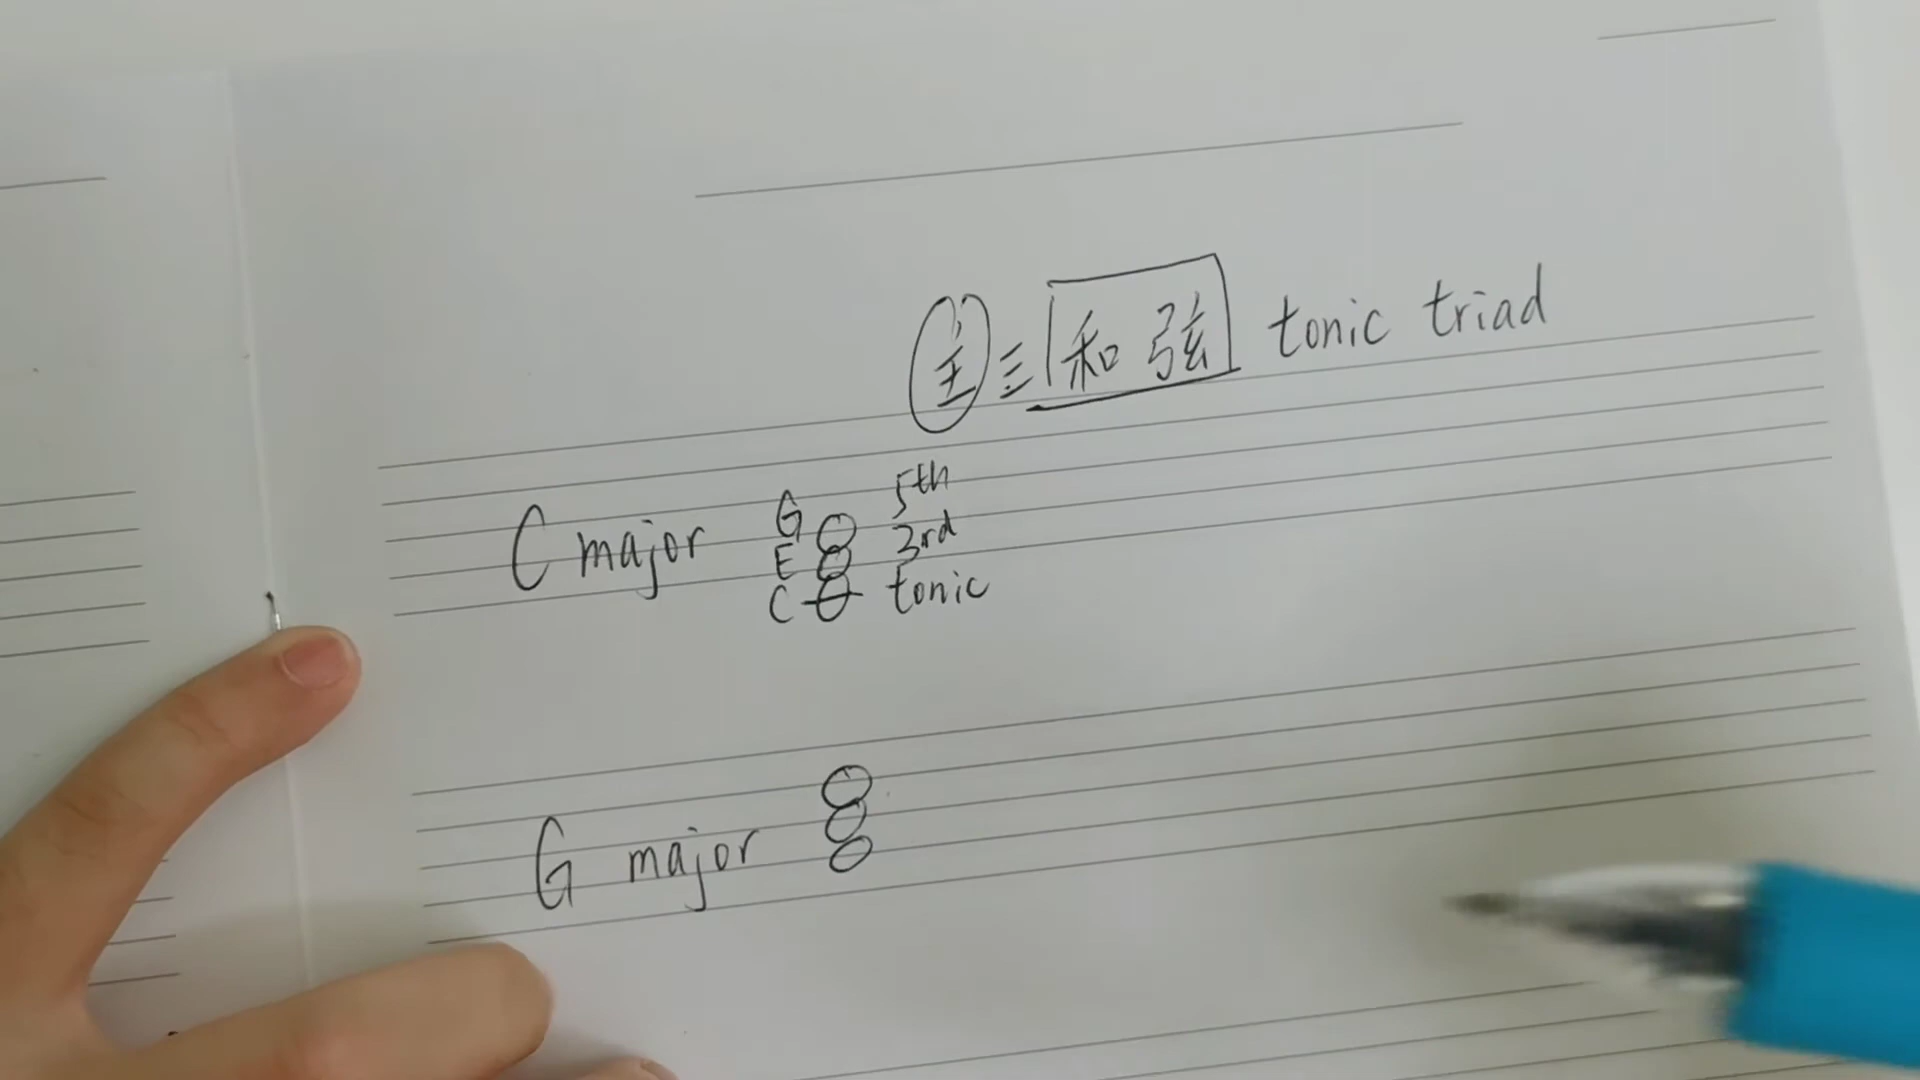 主三和弦 tonic triad
C major G 5th
E 3rd
C tonic
G major